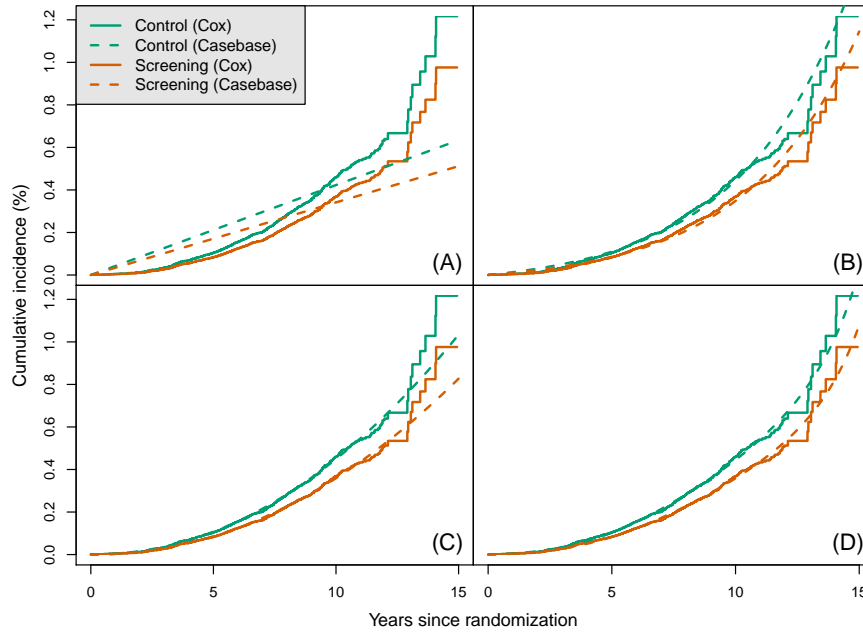 Control (Cox)
Control (Casebase)
Screening (Cox)
Screening (Casebase)
Cumulative incidence (%)
0.0 0.2 0.4 0.6 0.8 1.0 1.2
(A)
(B)
0.0 0.2 0.4 0.6 0.8 1.0 1.2
(C)
(D)
0 5 10 15
0 5 10 15
Years since randomization